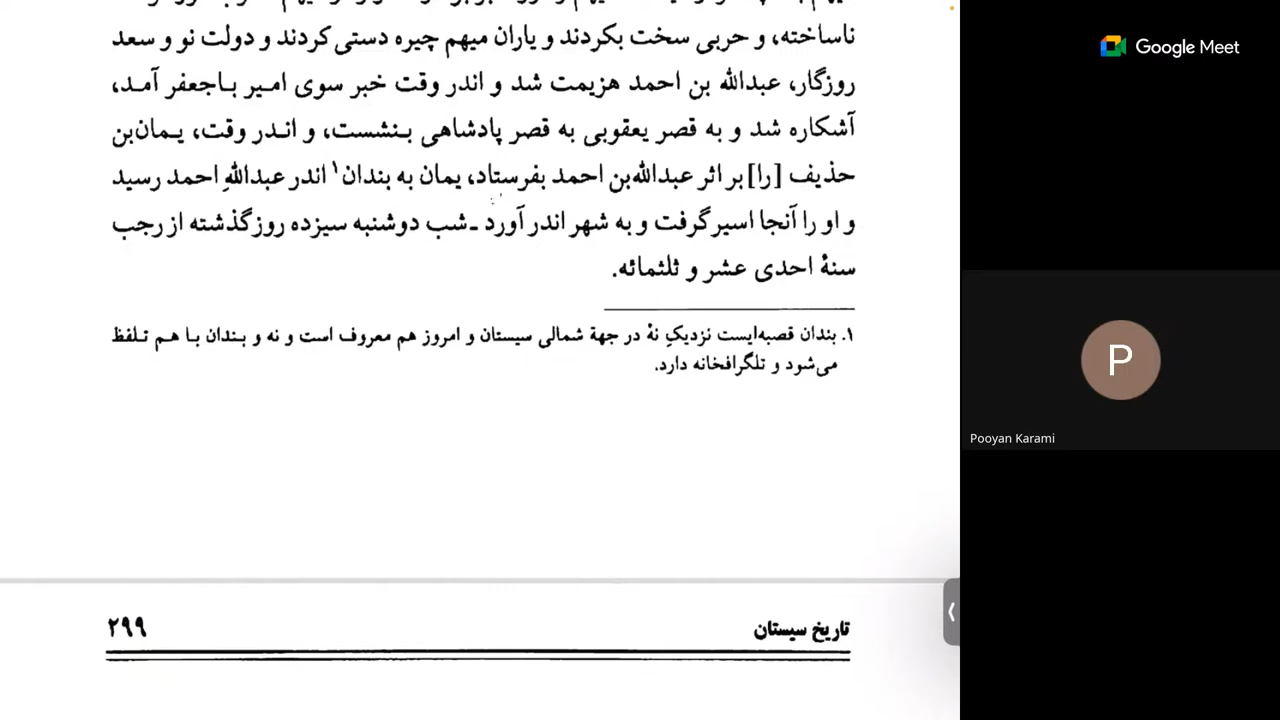 ناساخته، و حربی سخت بکردند و یاران میهم چیره دستی کردند و دولت نو و سعد
روزگار، عبدالله بن احمد هزیمت شد و اندر وقت خبر سوی امیر باجعفر آمد،
آشکاره شد و به قصر یعقوبی به قصر پادشاهی بنشست، و اندر وقت، یمان‌بن
حذیف [را] بر اثر عبدالله‌بن احمد بفرستاد، یمان به بندان۱ اندر عبداللهِ احمد رسید
و او را آنجا اسیر گرفت و به شهر اندر آورد ـ شب دوشنبه سیزده روز گذشته از رجب
سنهٔ احدی عشر و ثلثمائه.
۱. بندان قصبه‌ایست نزدیکِ نهٔ در جهة شمالی سیستان و امروز هم معروف است و نه و بندان با هم تلفظ
می‌شود و تلگرافخانه دارد.
تاریخ سیستان
۲۹۹
Google Meet
P
Pooyan Karami